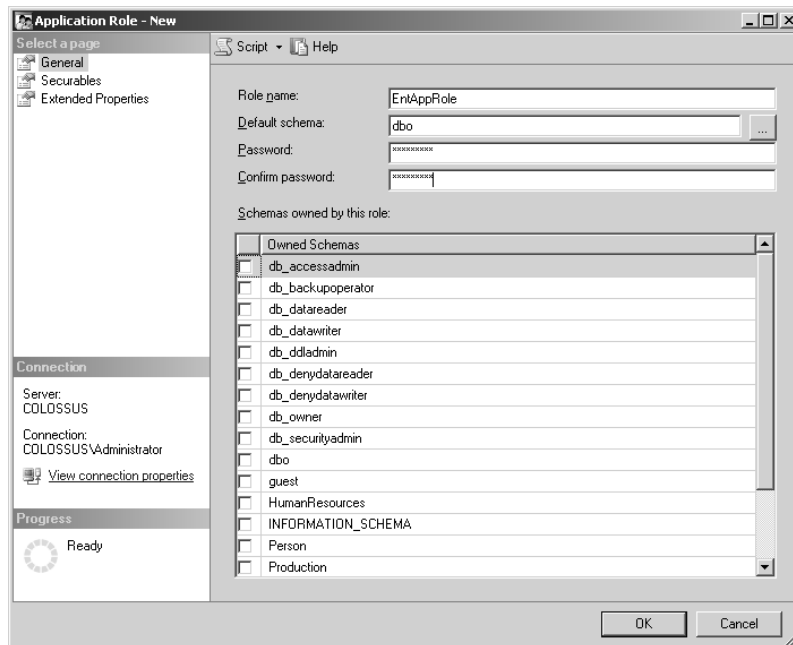 Application Role - New
Select a page
General
Securables
Extended Properties
Script Help
Role name: EntAppRole
Default schema: dbo ...
Password: *********
Confirm password: *********
Schemas owned by this role:
Owned Schemas
db_accessadmin
db_backupoperator
db_datareader
db_datawriter
db_ddladmin
db_denydatareader
db_denydatawriter
db_owner
db_securityadmin
dbo
guest
HumanResources
INFORMATION_SCHEMA
Person
Production
Connection
Server:
COLOSSUS
Connection:
COLOSSUS\Administrator
View connection properties
Progress
Ready
OK Cancel